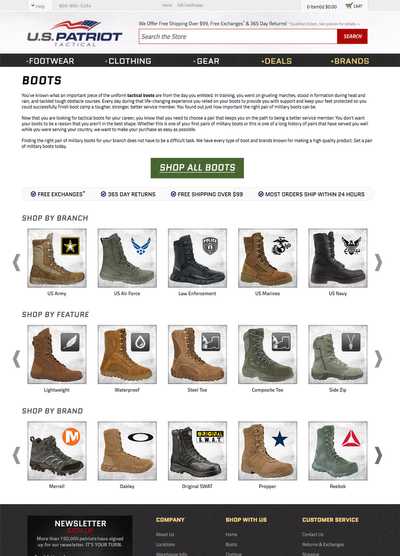 Help
800-805-5294
Home
Gift Certificates
0 Item(s) $0.00
CART
U.S. PATRIOT
TACTICAL
We Offer Free Shipping Over $99, Free Exchanges* & 365 Day Returns!
Search the Store
SEARCH
FOOTWEAR CLOTHING GEAR DEALS BRANDS
BOOTS
You've known what an important piece of the uniform tactical boots are from the day you enlisted. In training, you went on grueling marches, stood in formation during heat and
rain, and tackled tough obstacle courses. Every day during the life-changing experience you relied on your boots to provide you with support and keep your feet protected so you
could successfully finish boot camp a tougher, stronger, better service member. You found out just how important the right pair of military boots can be.
Now that you are looking for tactical boots for your career, you know that you need to choose a pair that keeps you on the path to being a better service member. You don't want
your boots to be a reason that you aren't in the best shape. Whether this is one of your first pairs of military boots or this is one of a long history of pairs that have served you well
while you were serving your country, we want to make your purchase as easy as possible.
Finding the right pair of military boots for your branch does not have to be a difficult task. We have every type of boot and brands known for making a high quality product. Get a pair
of military boots today.
SHOP ALL BOOTS
FREE EXCHANGES* 365 DAY RETURNS FREE SHIPPING OVER $99 MOST ORDERS SHIP WITHIN 24 HOURS
SHOP BY BRANCH
U.S. ARMY
POLICE
NAVY
US Army US Air Force Law Enforcement US Marines US Navy
SHOP BY FEATURE
Lightweight Waterproof Steel Toe Composite Toe Side Zip
SHOP BY BRAND
ORIGINAL
S.W.A.T.
Merrell Oakley Original SWAT Propper Reebok
NEWSLETTER
SIGN UP
More than 150,000 patriots have signed
up for our newsletter. IT'S YOUR TURN.
COMPANY
About Us
Locations
Warehouse Info
SHOP WITH US
Home
Boots
Clothing
CUSTOMER SERVICE
Contact Us
Returns & Exchanges